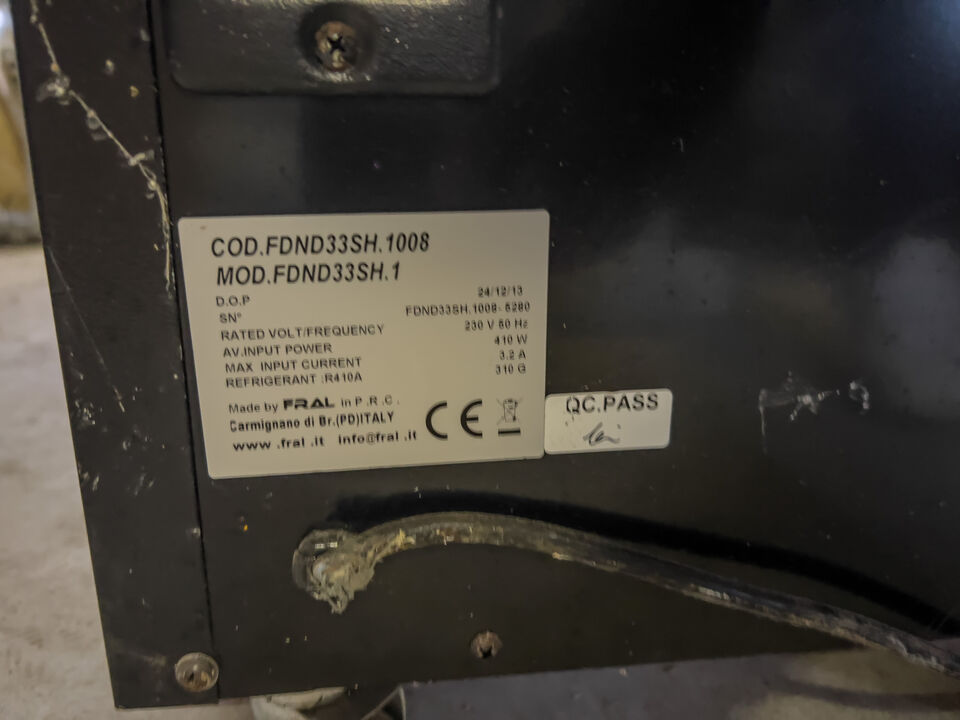 COD.FDND33SH.1008
MOD.FDND33SH.1
D.O.P 24/12/13
SN° FDND33SH.1008-5280
RATED VOLT/FREQUENCY 230 V 50 Hz
AV.INPUT POWER 410 W
MAX INPUT CURRENT 3.2 A
REFRIGERANT :R410A 310 G
Made by FRAL in P.R.C.
Carmignano di Br.(PD)ITALY
www .fral .it info@fral .it
CE
QC.PASS